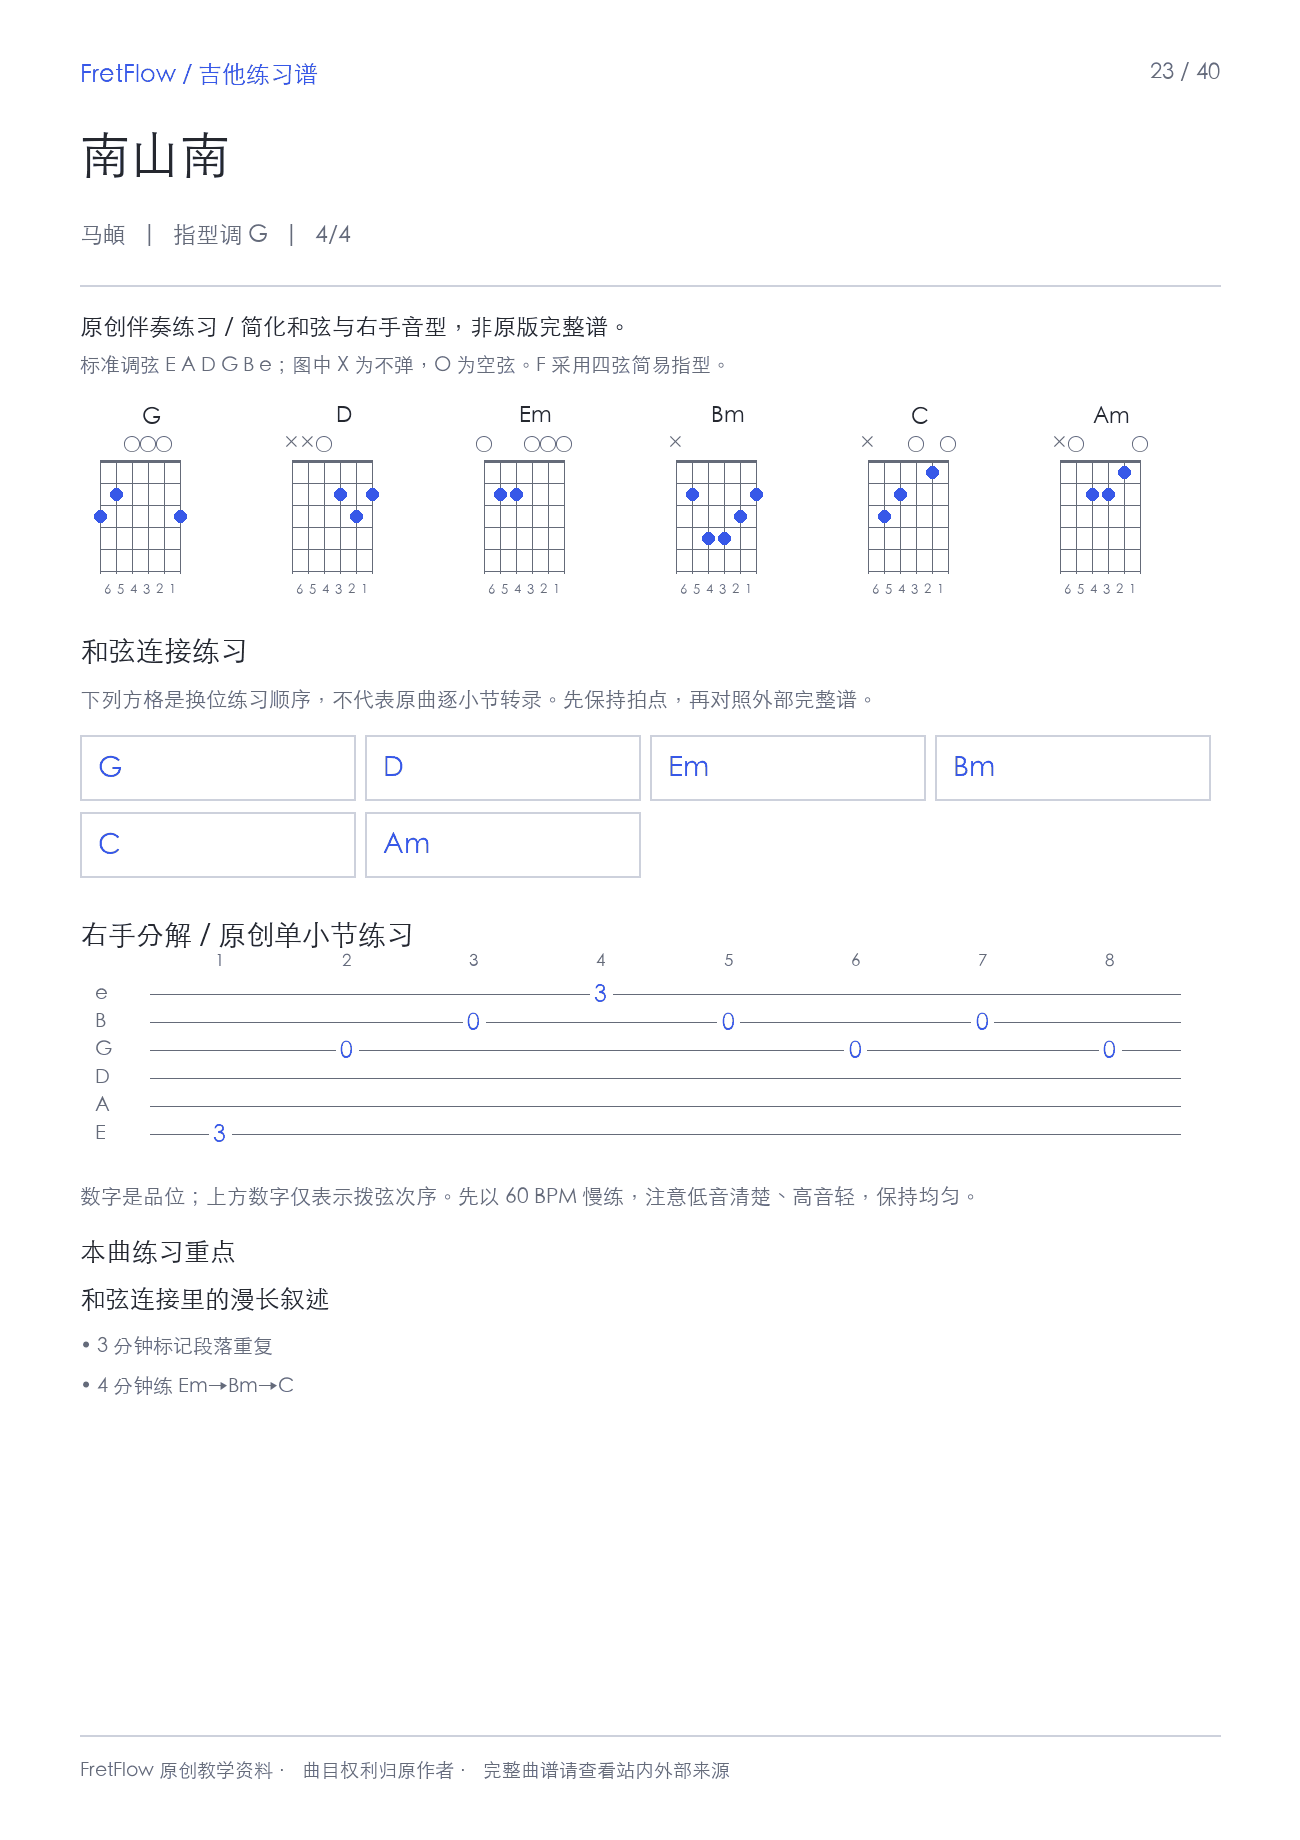 FretFlow / 吉他练习谱
23 / 40
南山南
马頔 | 指型调 G | 4/4
原创伴奏练习 / 简化和弦与右手音型，非原版完整谱。
标准调弦 E A D G B e；图中 X 为不弹，O 为空弦。F 采用四弦简易指型。
G D Em Bm C Am
6 5 4 3 2 1 6 5 4 3 2 1 6 5 4 3 2 1 6 5 4 3 2 1 6 5 4 3 2 1 6 5 4 3 2 1
和弦连接练习
下列方格是换位练习顺序，不代表原曲逐小节转录。先保持拍点，再对照外部完整谱。
G D Em Bm
C Am
右手分解 / 原创单小节练习
1 2 3 4 5 6 7 8
e 3
B 0 0 0
G 0 0 0
D
A
E 3
数字是品位；上方数字仅表示拨弦次序。先以 60 BPM 慢练，注意低音清楚、高音轻，保持均匀。
本曲练习重点
和弦连接里的漫长叙述
• 3 分钟标记段落重复
• 4 分钟练 Em→Bm→C
FretFlow 原创教学资料 · 曲目权利归原作者 · 完整曲谱请查看站内外部来源